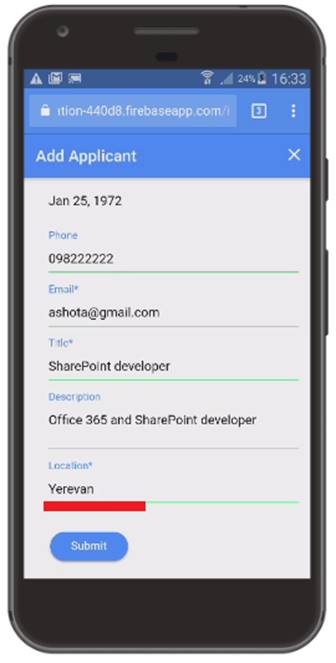 24% 16:33
ition-440d8.firebaseapp.com/i
3
Add Applicant
Jan 25, 1972
Phone
098222222
Email*
ashota@gmail.com
Title*
SharePoint developer
Description
Office 365 and SharePoint developer
Location*
Yerevan
Submit